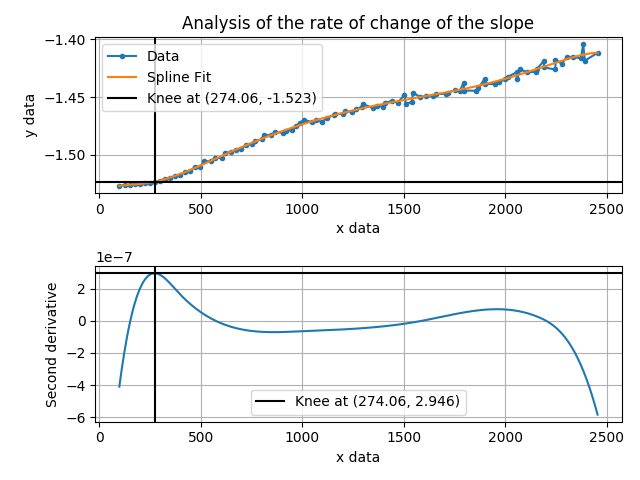 Analysis of the rate of change of the slope
−1.40
−1.45
−1.50
y data
Data
Spline Fit
Knee at (274.06, -1.523)
0
500
1000
1500
2000
2500
x data
1e−7
2
0
−2
−4
−6
Second derivative
Knee at (274.06, 2.946)
0
500
1000
1500
2000
2500
x data